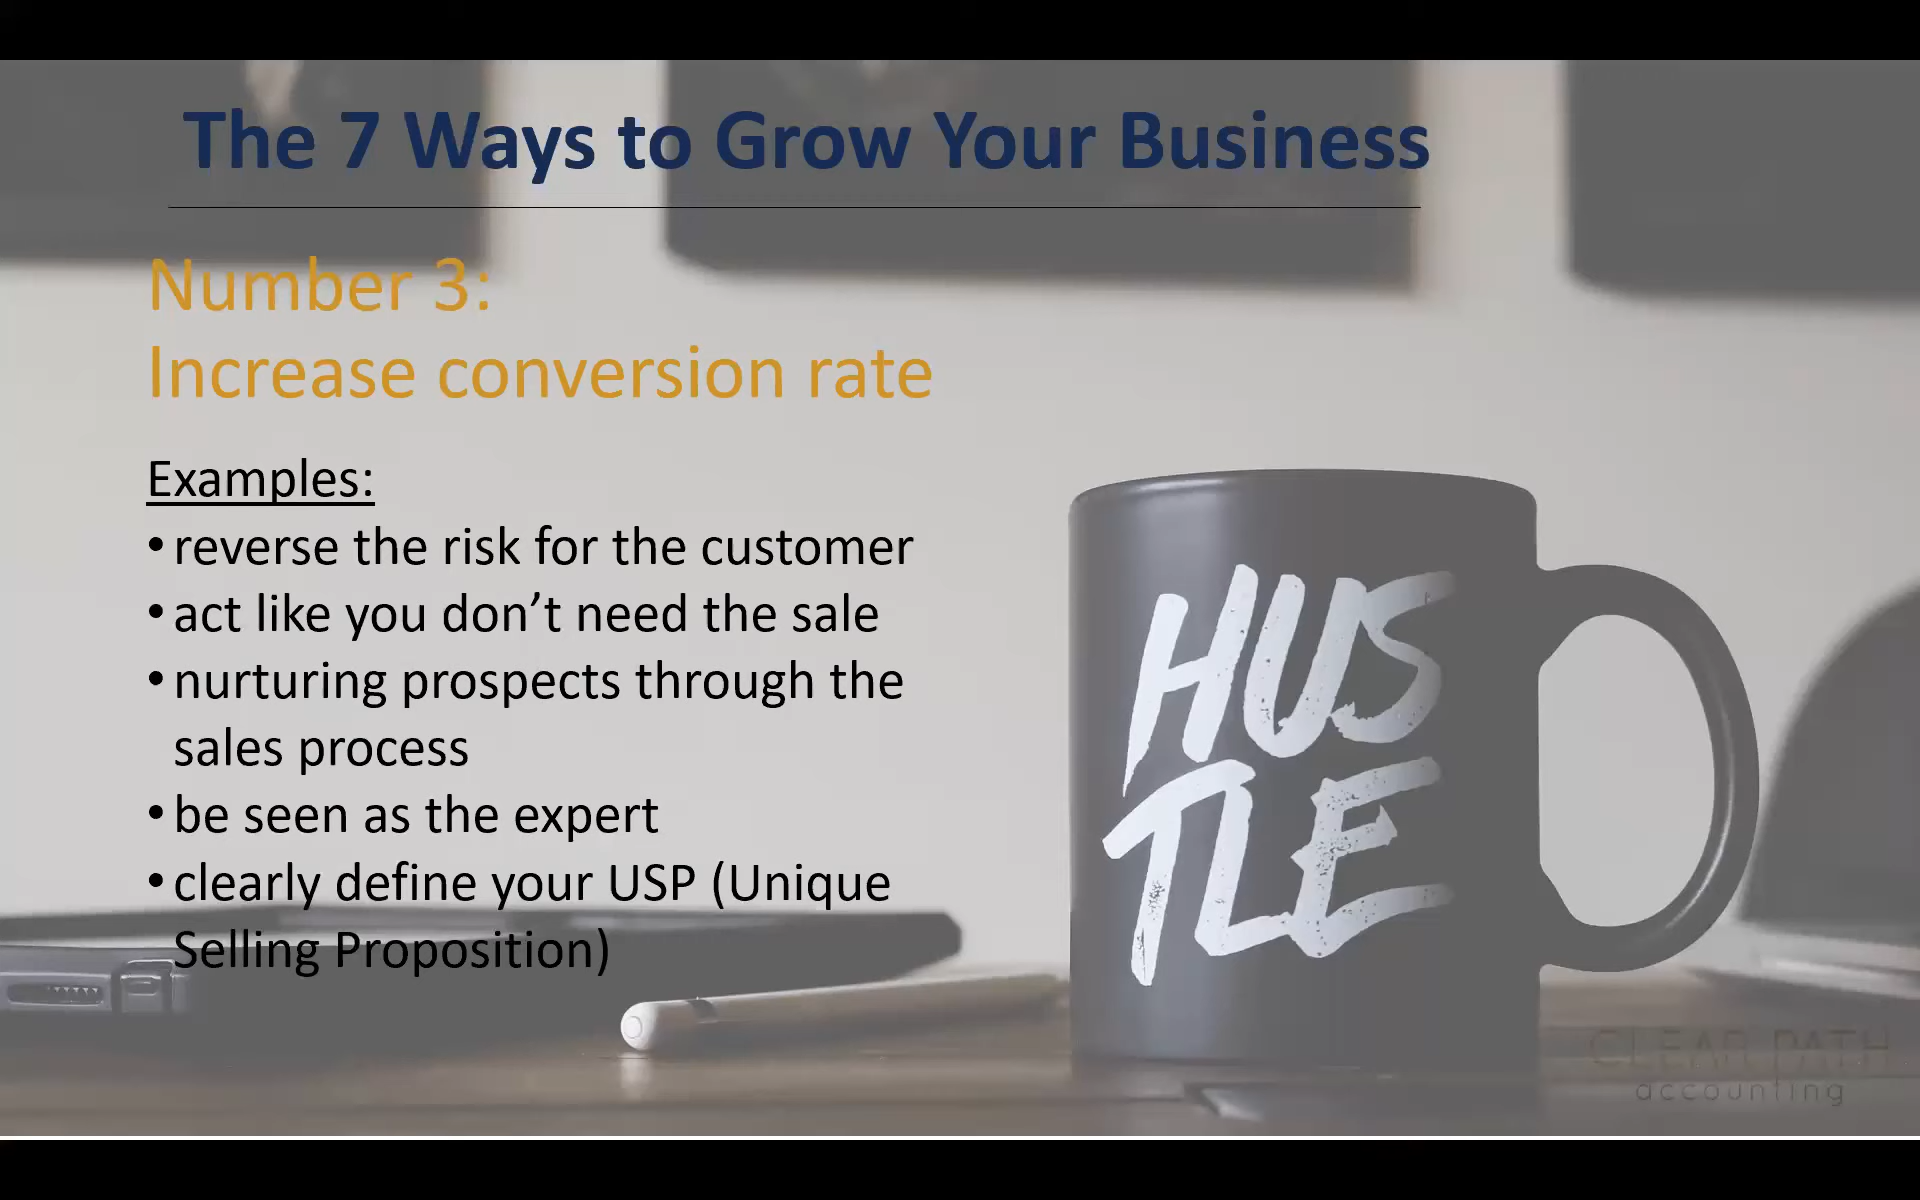 The 7 Ways to Grow Your Business
Number 3:
Increase conversion rate
Examples:
• reverse the risk for the customer
• act like you don’t need the sale
• nurturing prospects through the
sales process
• be seen as the expert
• clearly define your USP (Unique
Selling Proposition)
HUS
TLE
CLEAR PATH
accounting